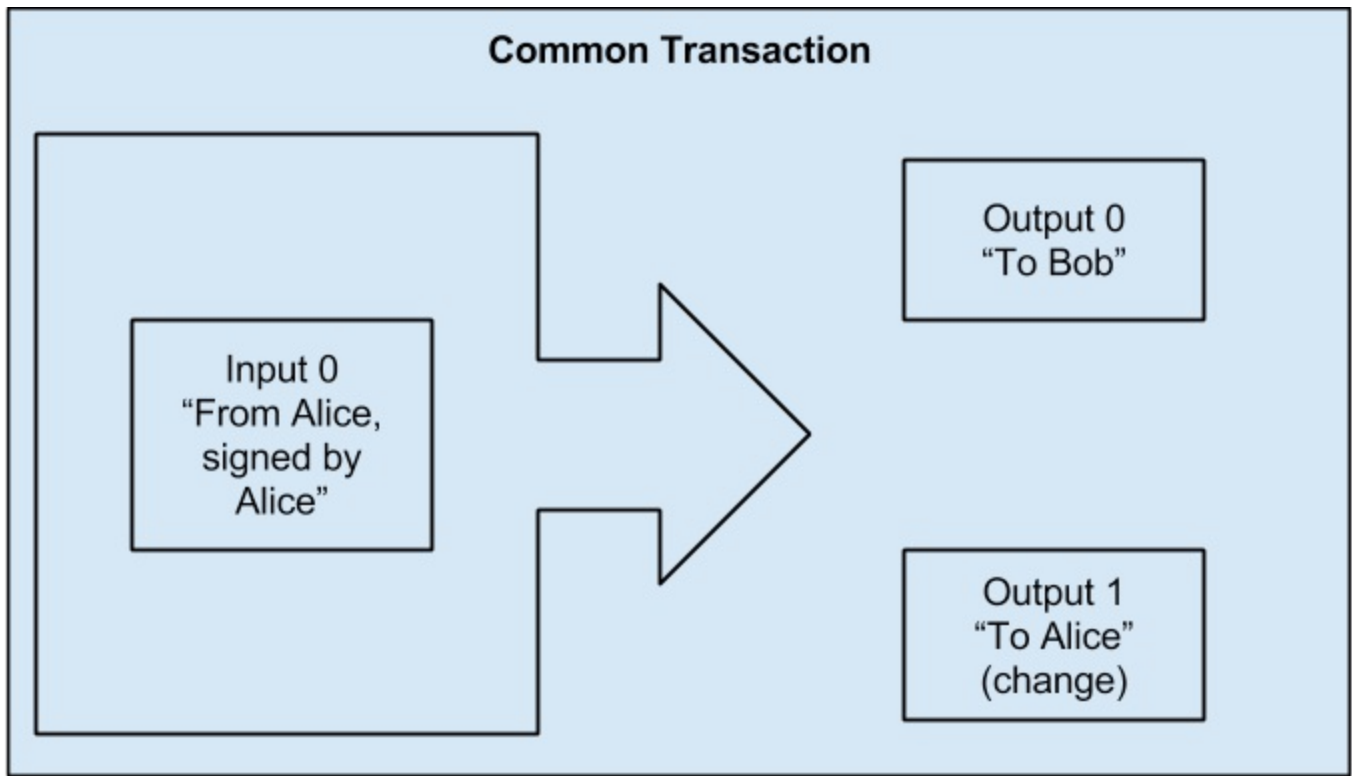 Common Transaction
Input 0
“From Alice,
signed by
Alice”
Output 0
“To Bob”
Output 1
“To Alice”
(change)